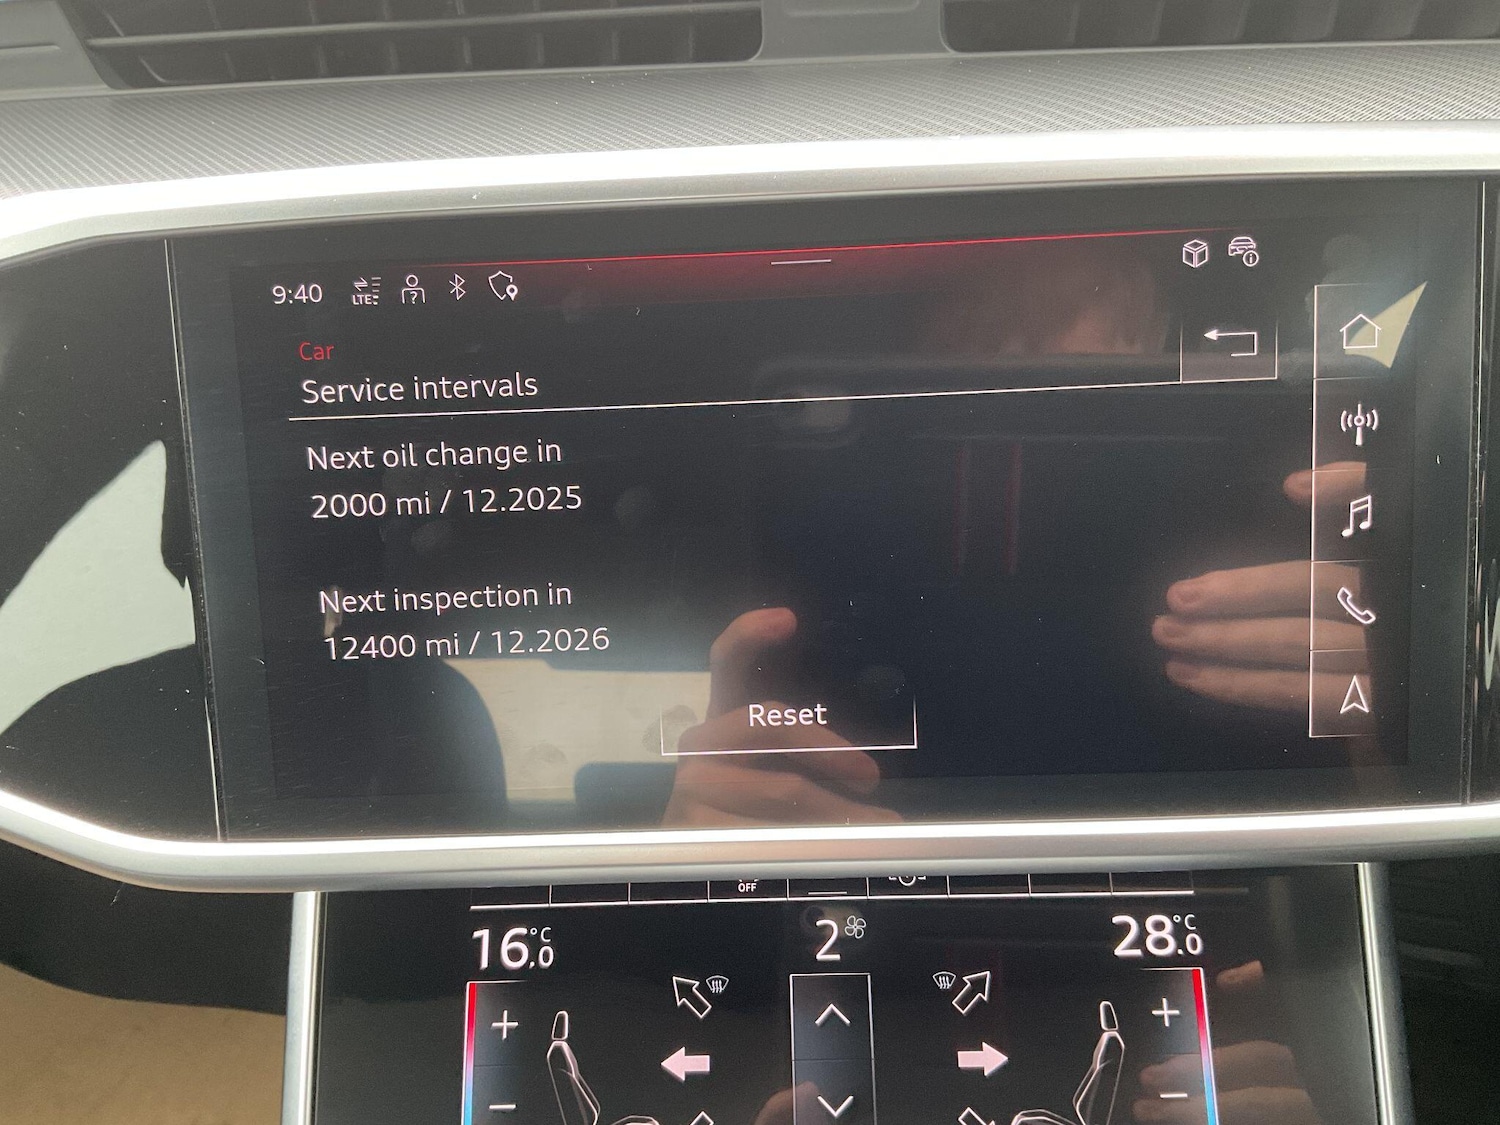 9:40
LTE
Car
Service intervals
Next oil change in
2000 mi / 12.2025
Next inspection in
12400 mi / 12.2026
Reset
OFF
16.0 °C
2
28.0 °C